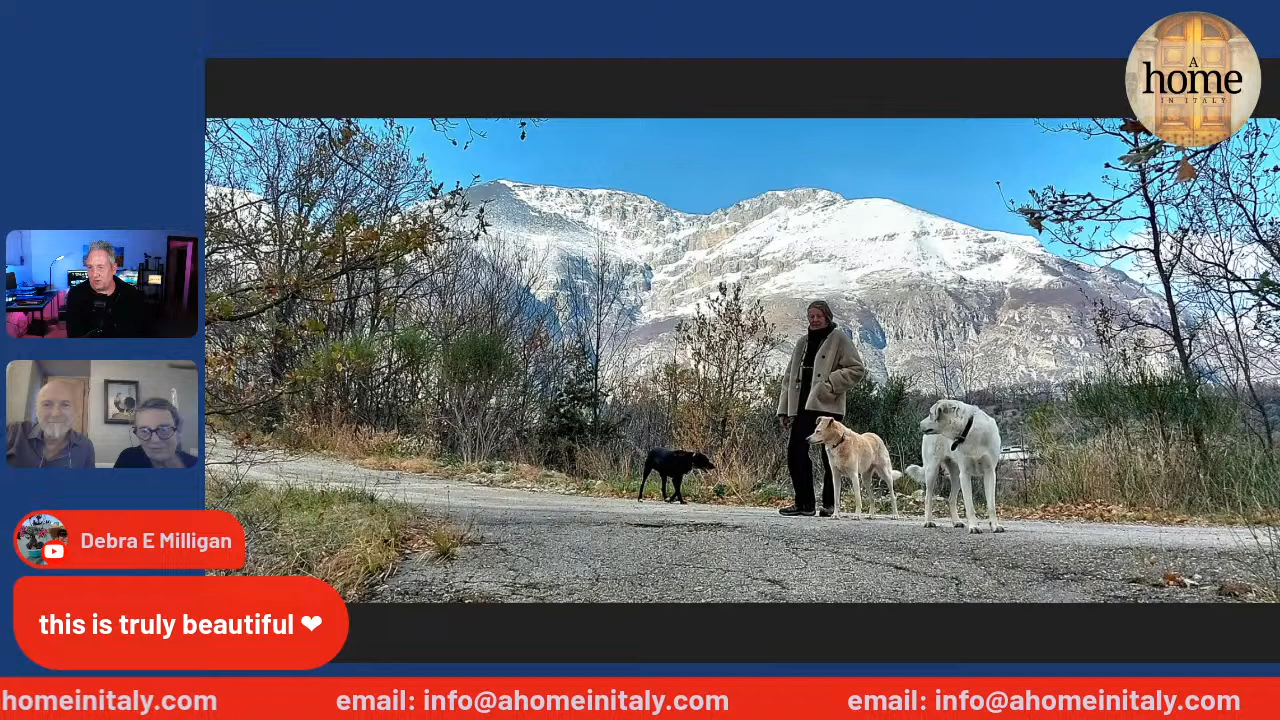 A
home
IN ITALY
Debra E Milligan
this is truly beautiful ❤
homeinitaly.com
email: info@ahomeinitaly.com
email: info@ahomeinitaly.com